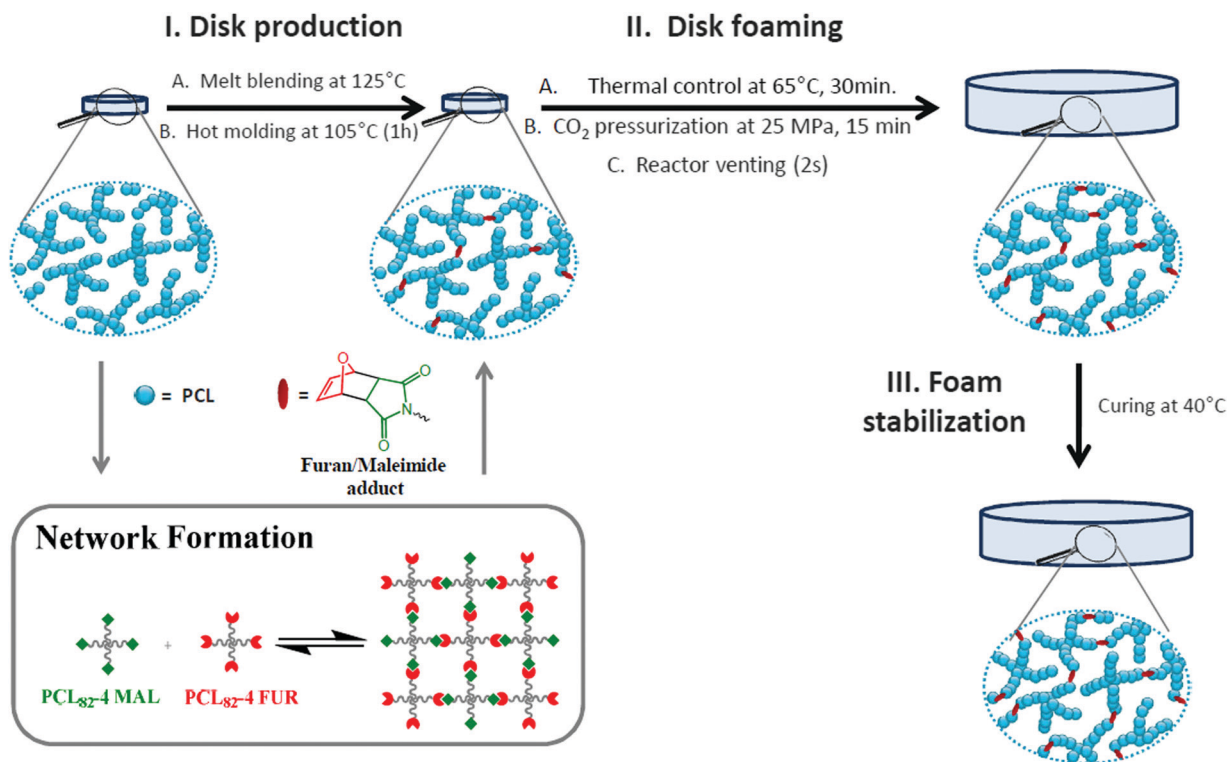 I. Disk production
A. Melt blending at 125°C
B. Hot molding at 105°C (1h)
II. Disk foaming
A. Thermal control at 65°C, 30min.
B. CO₂ pressurization at 25 MPa, 15 min
C. Reactor venting (2s)
= PCL
=
O
O
N
O
Furan/Maleimide
adduct
III. Foam
stabilization
Curing at 40°C
Network Formation
+
PCL₈₂-4 MAL
PCL₈₂-4 FUR